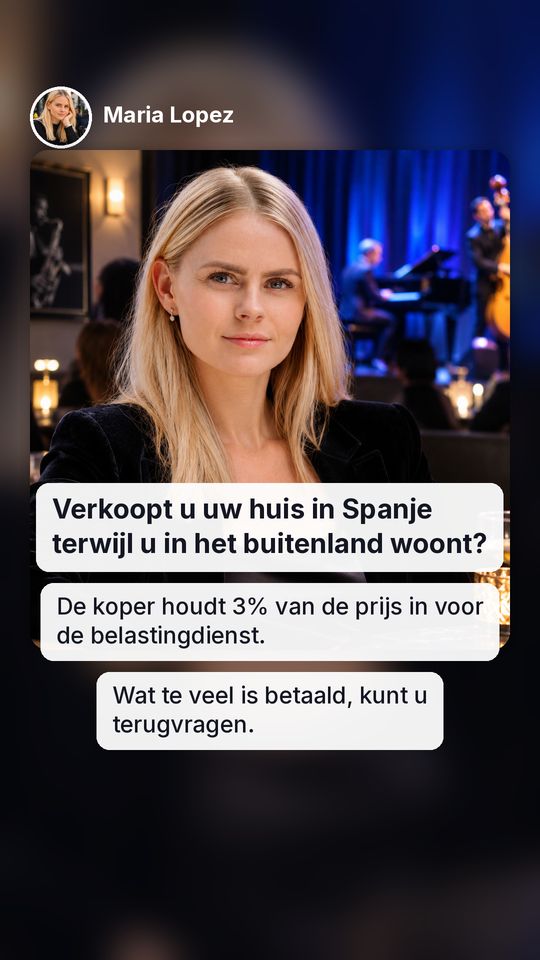 Maria Lopez
Verkoopt u uw huis in Spanje
terwijl u in het buitenland woont?
De koper houdt 3% van de prijs in voor
de belastingdienst.
Wat te veel is betaald, kunt u
terugvragen.